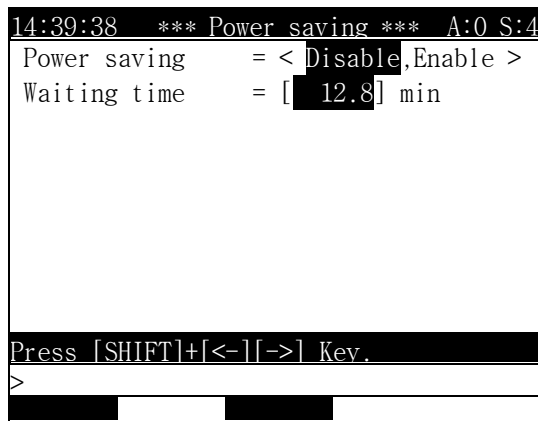 14:39:38 *** Power saving *** A:0 S:4
Power saving = < Disable,Enable >
Waiting time = [ 12.8] min
Press [SHIFT]+[<-][->] Key.
>